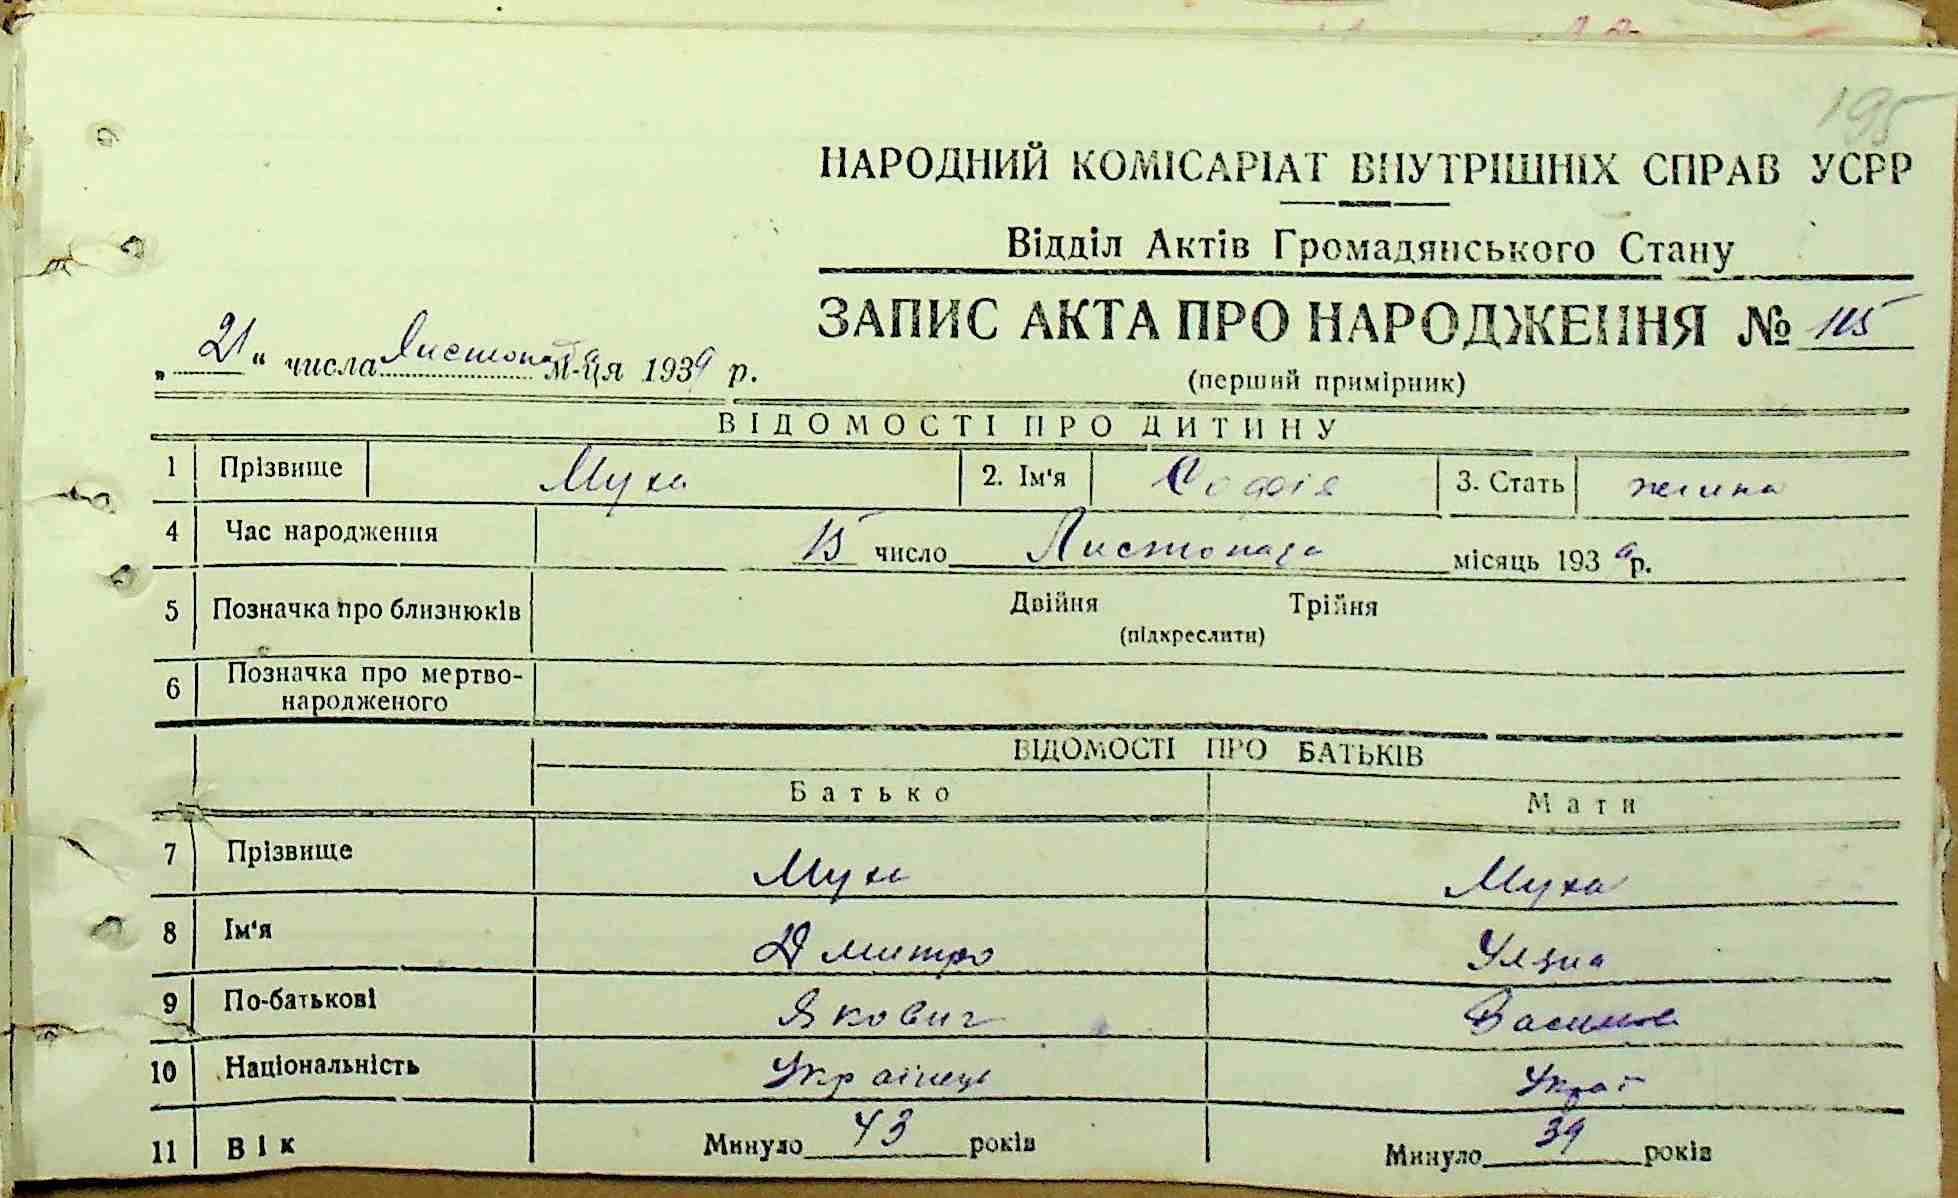 195
НАРОДНИЙ КОМІСАРІАТ ВНУТРІШНІХ СПРАВ УСРР
Відділ Актів Громадянського Стану
ЗАПИС АКТА ПРО НАРОДЖЕННЯ № 115
„21“ числа Листопада м-ця 1939 р.
(перший примірник)
ВІДОМОСТІ ПРО ДИТИНУ
1 Прізвище Муха 2. Ім'я Софія 3. Стать жіноча
4 Час народження 15 число Листопада місяць 1939 р.
5 Позначка про близнюків Двійня Трійня
(підкреслити)
6 Позначка про мертво-
народженого
ВІДОМОСТІ ПРО БАТЬКІВ
Батько Мати
7 Прізвище Муха Муха
8 Ім'я Дмитро
9 По-батькові Якович
10 Національність Українець Украї
11 Вік Минуло 43 років Минуло 39 років